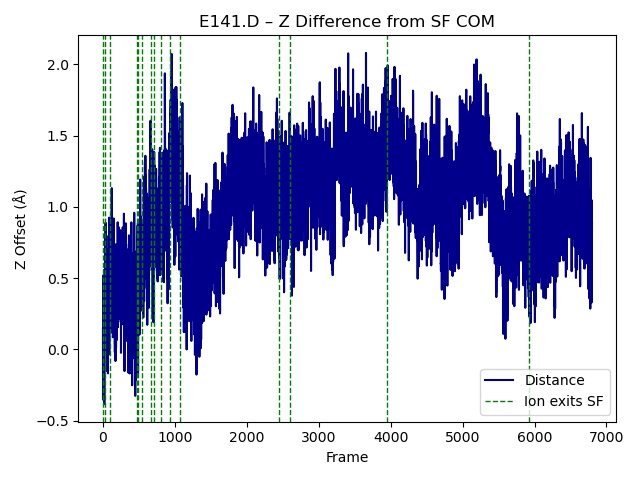 E141.D – Z Difference from SF COM
Z Offset (Å)
2.0
1.5
1.0
0.5
0.0
−0.5
Distance
Ion exits SF
0 1000 2000 3000 4000 5000 6000 7000
Frame